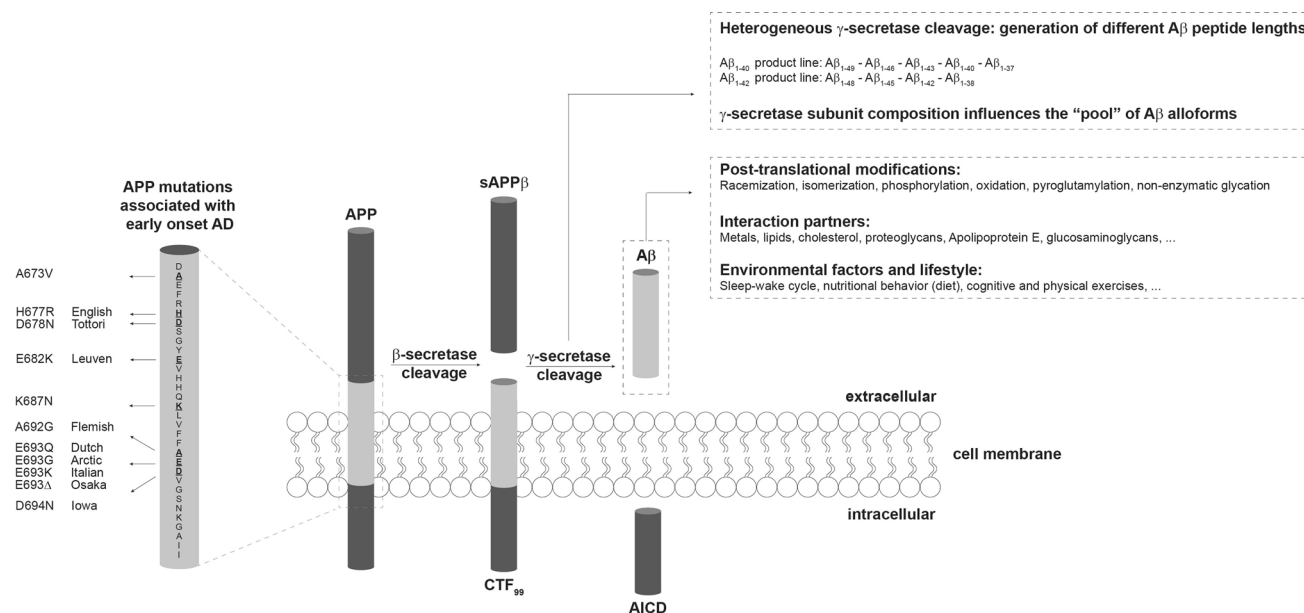 Heterogeneous γ-secretase cleavage: generation of different Aβ peptide lengths
Aβ1-40 product line: Aβ1-49 - Aβ1-46 - Aβ1-43 - Aβ1-40 - Aβ1-37
Aβ1-42 product line: Aβ1-48 - Aβ1-45 - Aβ1-42 - Aβ1-38
γ-secretase subunit composition influences the “pool” of Aβ alloforms
Post-translational modifications:
Racemization, isomerization, phosphorylation, oxidation, pyroglutamylation, non-enzymatic glycation
Interaction partners:
Metals, lipids, cholesterol, proteoglycans, Apolipoprotein E, glucosaminoglycans, ...
Environmental factors and lifestyle:
Sleep-wake cycle, nutritional behavior (diet), cognitive and physical exercises, ...
APP mutations
associated with
early onset AD
A673V
H677R English
D678N Tottori
E682K Leuven
K687N
A692G Flemish
E693Q Dutch
E693G Arctic
E693K Italian
E693Δ Osaka
D694N Iowa
D
A
E
F
R
H
D
S
G
Y
E
V
H
H
Q
K
L
V
F
F
A
E
D
V
G
S
N
K
G
A
I
I
APP
β-secretase
cleavage
sAPPβ
CTF99
γ-secretase
cleavage
Aβ
AICD
extracellular
cell membrane
intracellular